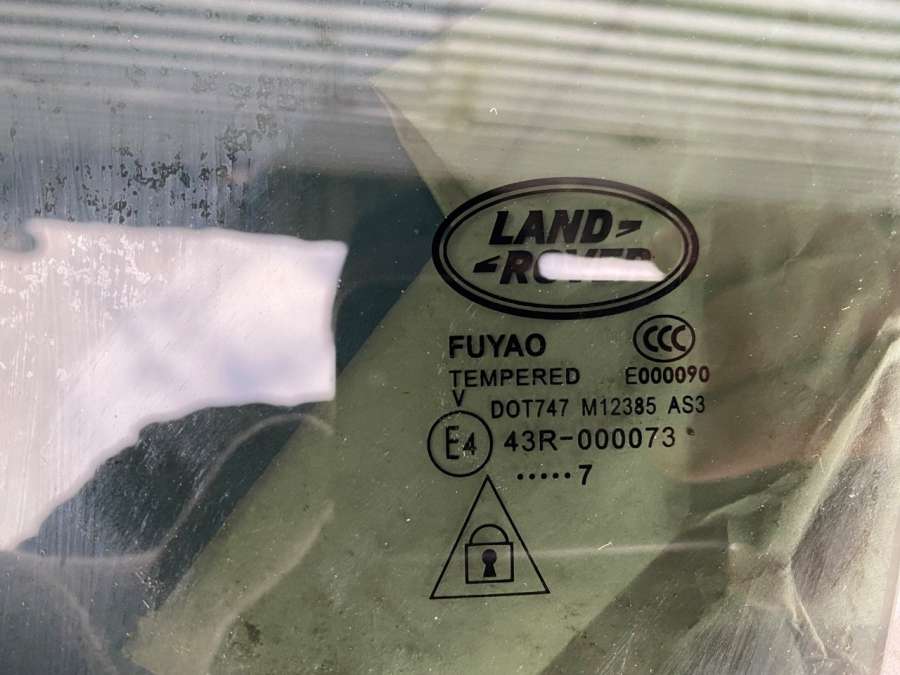 LAND
ROVER
FUYAO CCC
TEMPERED E000090
V
DOT747 M12385 AS3
E4 43R-000073
·····7